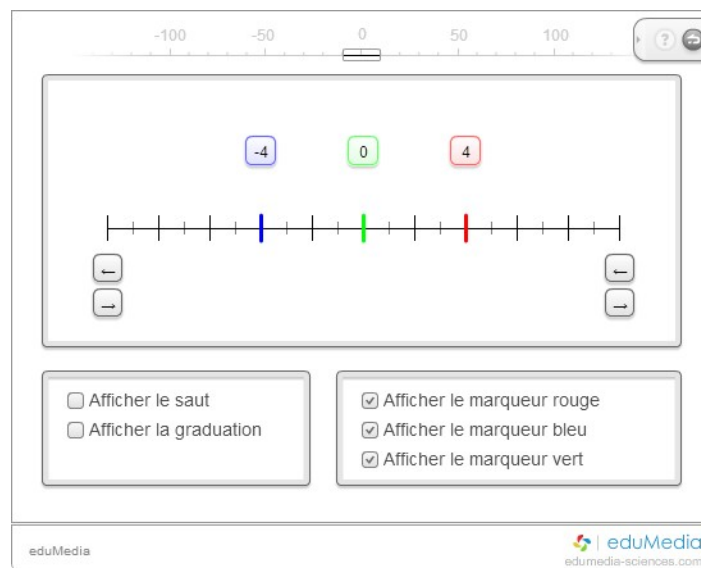 -100 -50 0 50 100
?
-4 0 4
← ←
→ →
Afficher le saut
Afficher la graduation
Afficher le marqueur rouge
Afficher le marqueur bleu
Afficher le marqueur vert
eduMedia
eduMedia
edumedia-sciences.com